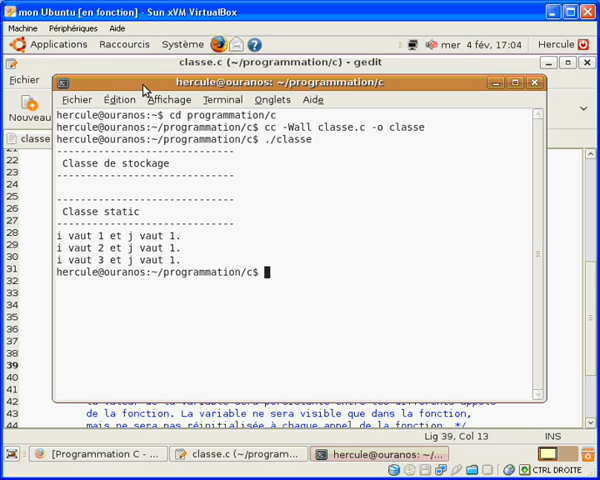 mon Ubuntu [en fonction] - Sun xVM VirtualBox
Machine Périphériques Aide
Applications Raccourcis Système mer 4 fév, 17:04 Hercule
classe.c (~/programmation/c) - gedit
Fichier
hercule@ouranos: ~/programmation/c
Fichier Édition Affichage Terminal Onglets Aide
Nouveau
classe
hercule@ouranos:~$ cd programmation/c
hercule@ouranos:~/programmation/c$ cc -Wall classe.c -o classe
hercule@ouranos:~/programmation/c$ ./classe
------------------------------
Classe de stockage
------------------------------
------------------------------
Classe static
------------------------------
i vaut 1 et j vaut 1.
i vaut 2 et j vaut 1.
i vaut 3 et j vaut 1.
hercule@ouranos:~/programmation/c$
21
22
23
24
25
26
27
28
29
30
31
32
33
34
35
36
37
38
39
40
41
42 la valeur de la variable sera persistante entre les différents appels
43 de la fonction. La variable ne sera visible que dans la fonction,
44 mais ne sera pas réinitialisée à chaque appel de la fonction. */
Lig 39, Col 13 INS
[Programmation C - ... classe.c (~/program... hercule@ouranos: ~/...
CTRL DROITE